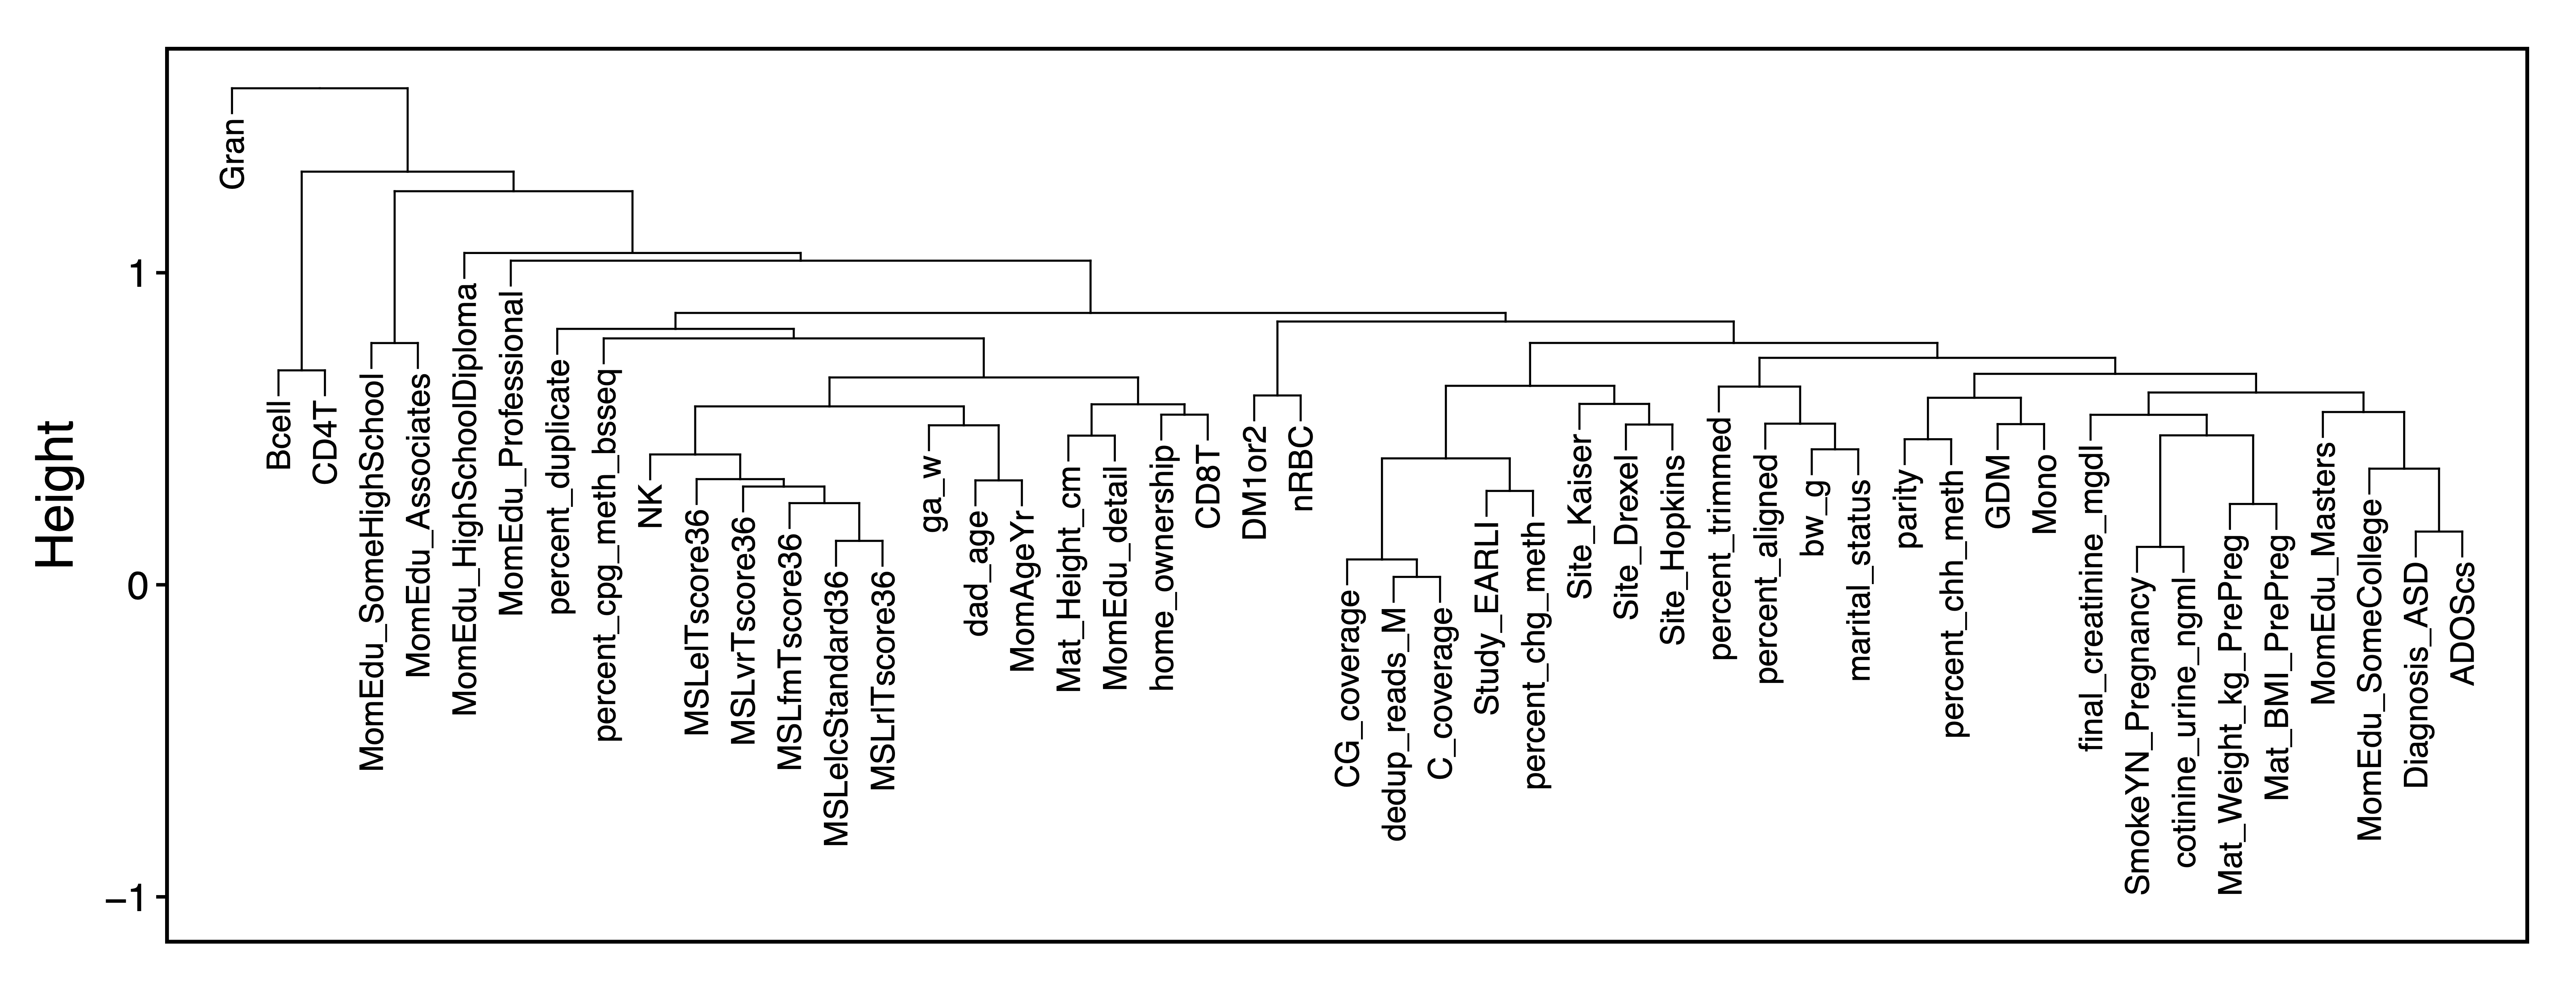 Height
1
0
−1
Gran
Bcell
CD4T
MomEdu_SomeHighSchool
MomEdu_Associates
MomEdu_HighSchoolDiploma
MomEdu_Professional
percent_duplicate
percent_cpg_meth_bsseq
NK
MSLelTscore36
MSLvrTscore36
MSLfmTscore36
MSLelcStandard36
MSLrlTscore36
ga_w
dad_age
MomAgeYr
Mat_Height_cm
MomEdu_detail
home_ownership
CD8T
DM1or2
nRBC
CG_coverage
dedup_reads_M
C_coverage
Study_EARLI
percent_chg_meth
Site_Kaiser
Site_Drexel
Site_Hopkins
percent_trimmed
percent_aligned
bw_g
marital_status
parity
percent_chh_meth
GDM
Mono
final_creatinine_mgdl
SmokeYN_Pregnancy
cotinine_urine_ngml
Mat_Weight_kg_PrePreg
Mat_BMI_PrePreg
MomEdu_Masters
MomEdu_SomeCollege
Diagnosis_ASD
ADOScs